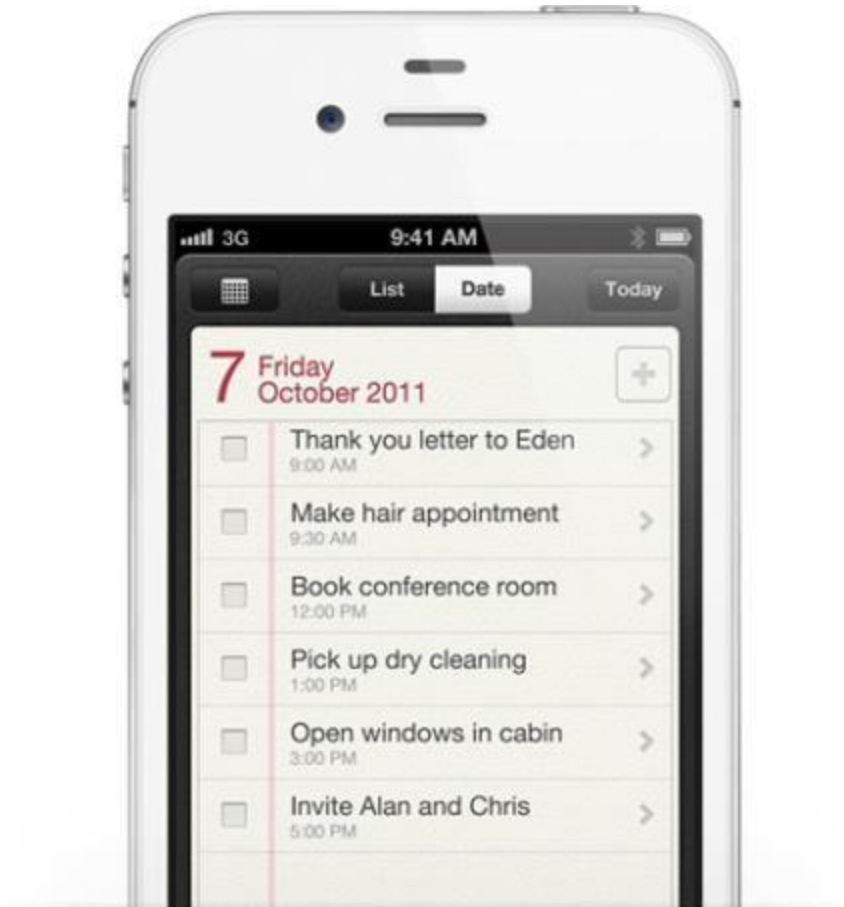 3G 9:41 AM
List Date Today
7 Friday
October 2011
Thank you letter to Eden
9:00 AM
Make hair appointment
9:30 AM
Book conference room
12:00 PM
Pick up dry cleaning
1:00 PM
Open windows in cabin
3:00 PM
Invite Alan and Chris
5:00 PM